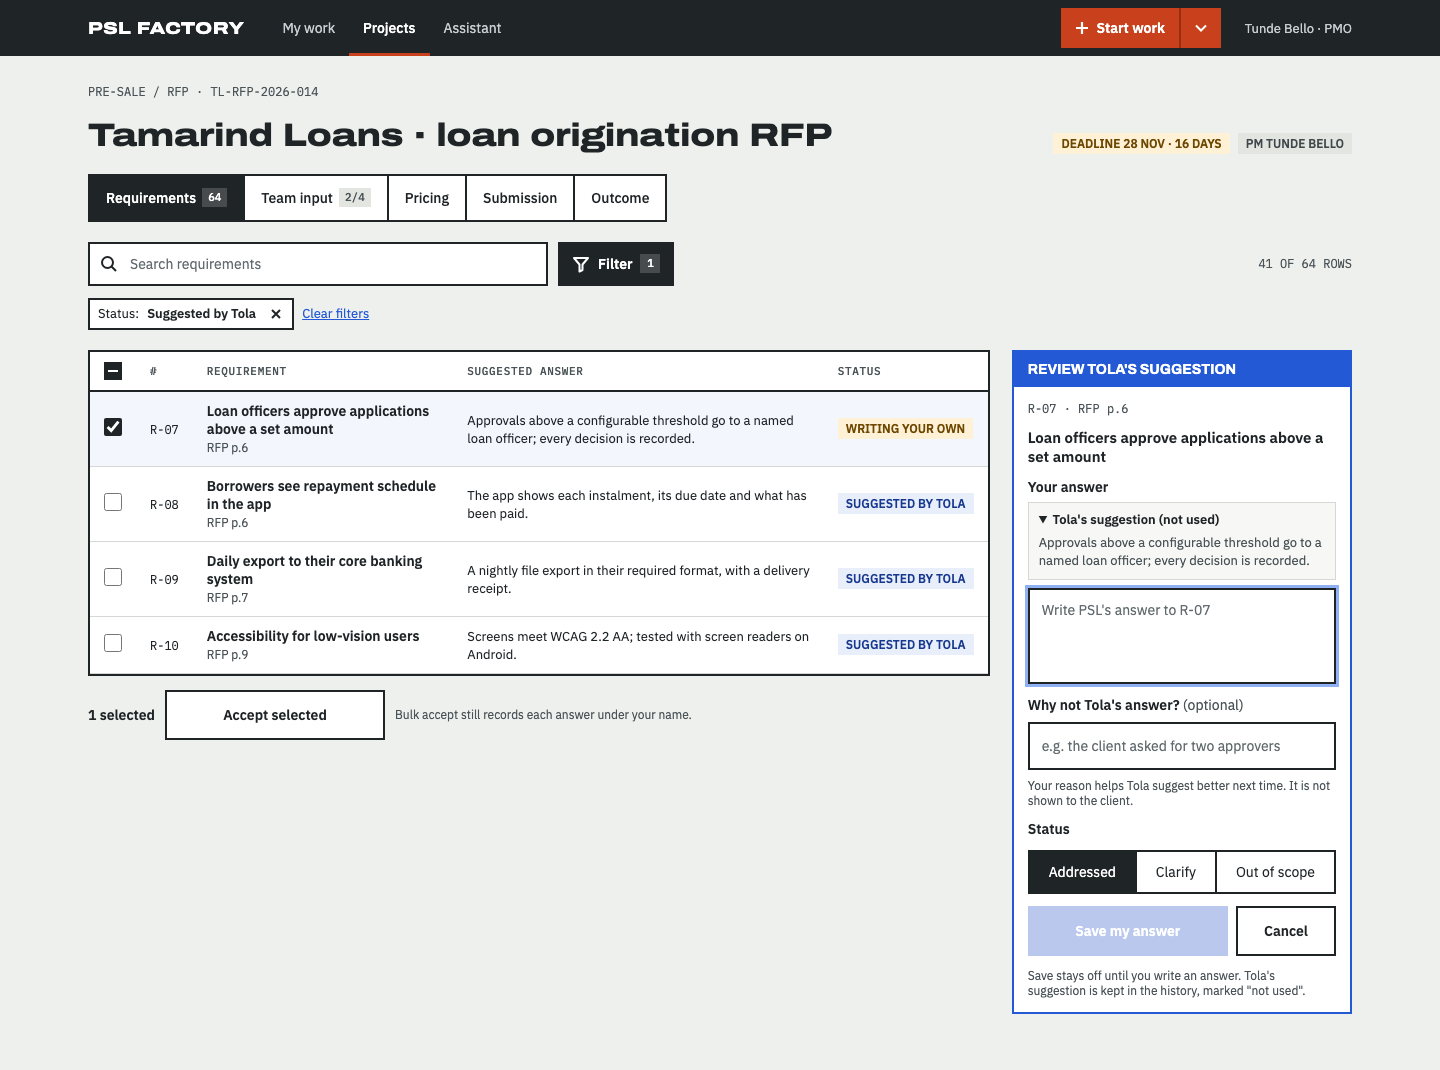 PSL FACTORY
My work
Projects
Assistant
Start work
Tunde Bello · PMO
PRE-SALE / RFP · TL-RFP-2026-014
Tamarind Loans · loan origination RFP
DEADLINE 28 NOV · 16 DAYS
PM TUNDE BELLO
Requirements 64
Team input 2/4
Pricing
Submission
Outcome
Search requirements
Filter 1
41 OF 64 ROWS
Status: Suggested by Tola
Clear filters
# REQUIREMENT SUGGESTED ANSWER STATUS
R-07
Loan officers approve applications
above a set amount
RFP p.6
Approvals above a configurable threshold go to a named
loan officer; every decision is recorded.
WRITING YOUR OWN
R-08
Borrowers see repayment schedule
in the app
RFP p.6
The app shows each instalment, its due date and what has
been paid.
SUGGESTED BY TOLA
R-09
Daily export to their core banking
system
RFP p.7
A nightly file export in their required format, with a delivery
receipt.
SUGGESTED BY TOLA
R-10
Accessibility for low-vision users
RFP p.9
Screens meet WCAG 2.2 AA; tested with screen readers on
Android.
SUGGESTED BY TOLA
1 selected
Accept selected
Bulk accept still records each answer under your name.
REVIEW TOLA'S SUGGESTION
R-07 · RFP p.6
Loan officers approve applications above a
set amount
Your answer
Tola's suggestion (not used)
Approvals above a configurable threshold go to a
named loan officer; every decision is recorded.
Write PSL's answer to R-07
Why not Tola's answer? (optional)
e.g. the client asked for two approvers
Your reason helps Tola suggest better next time. It is not
shown to the client.
Status
Addressed
Clarify
Out of scope
Save my answer
Cancel
Save stays off until you write an answer. Tola's
suggestion is kept in the history, marked "not used".